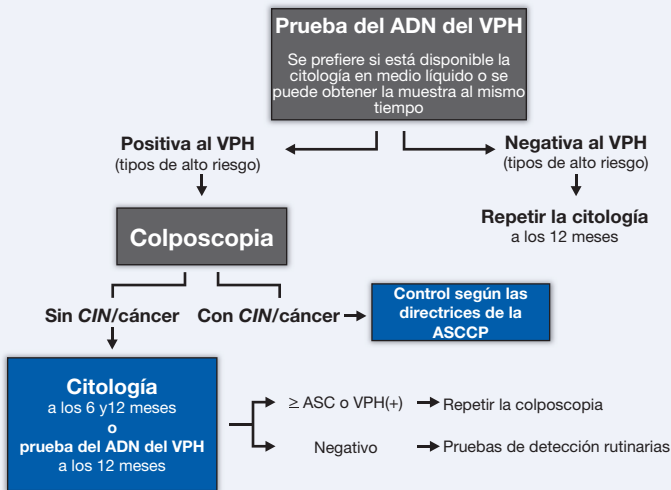 Prueba del ADN del VPH
Se prefiere si está disponible la
citología en medio líquido o se
puede obtener la muestra al mismo
tiempo
Positiva al VPH
(tipos de alto riesgo)
Negativa al VPH
(tipos de alto riesgo)
Repetir la citología
a los 12 meses
Colposcopia
Sin CIN/cáncer
Con CIN/cáncer
Control según las
directrices de la
ASCCP
Citología
a los 6 y12 meses
o
prueba del ADN del VPH
a los 12 meses
≥ ASC o VPH(+)
Repetir la colposcopia
Negativo
Pruebas de detección rutinarias